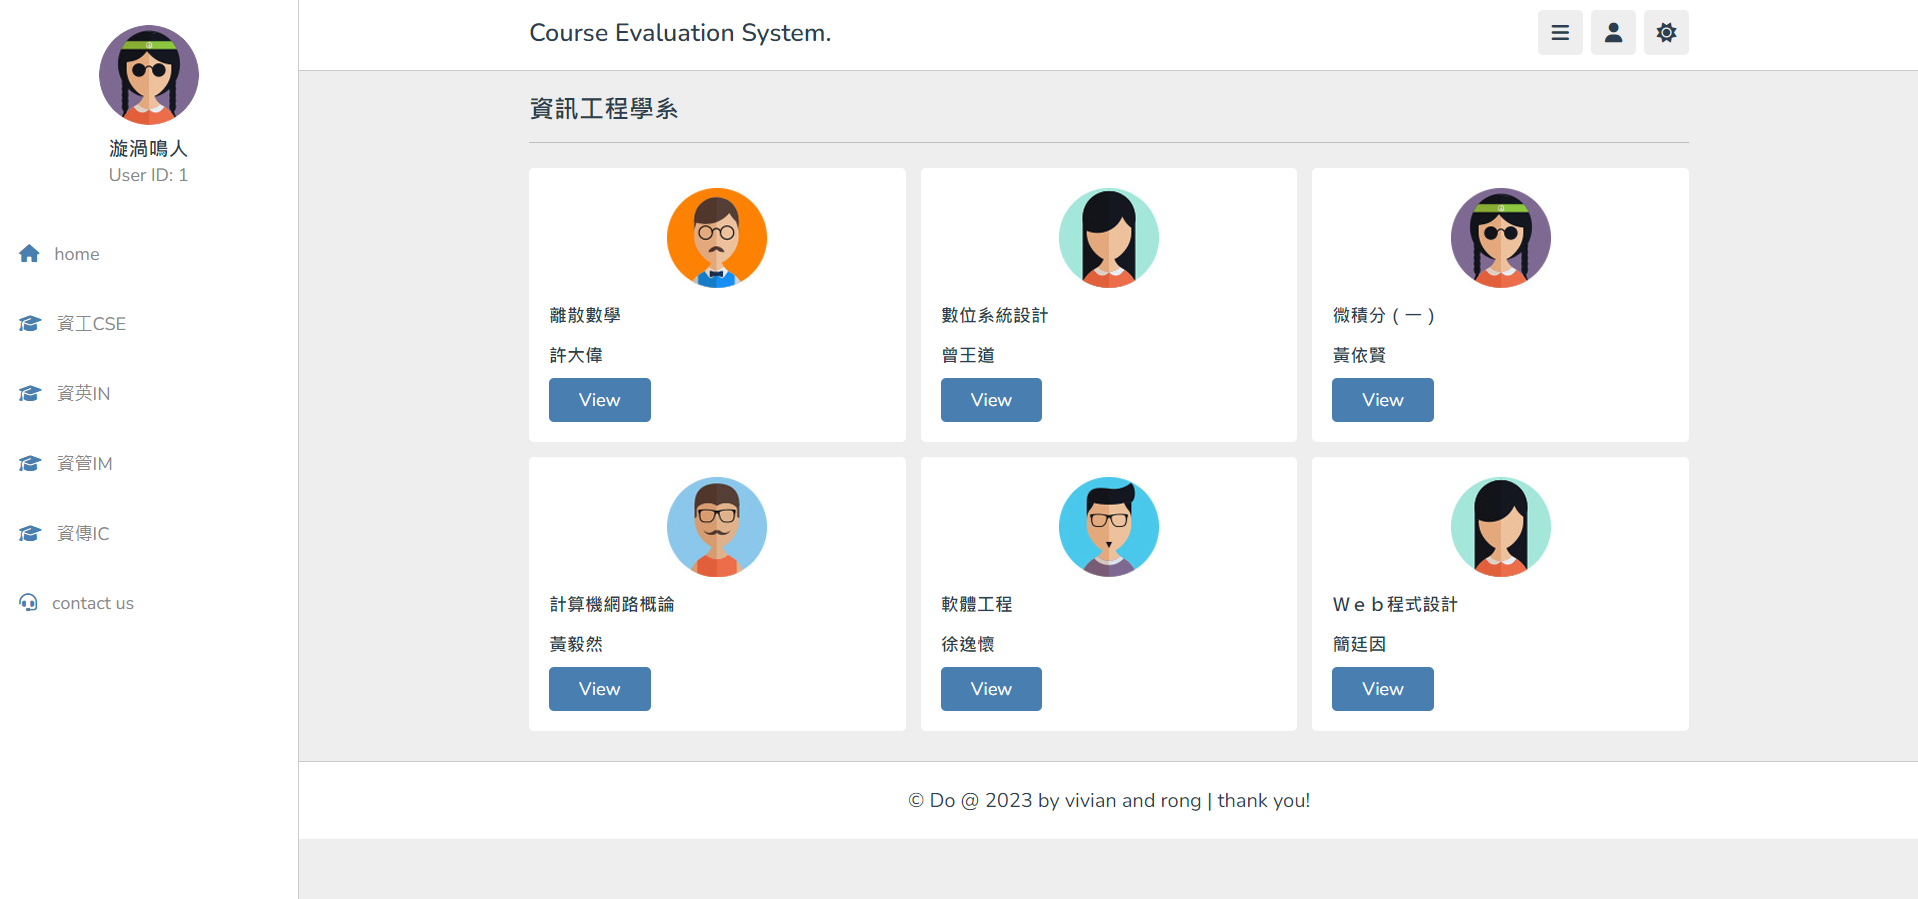 漩渦鳴人
User ID: 1
home
資工CSE
資英IN
資管IM
資傳IC
contact us
Course Evaluation System.
資訊工程學系
離散數學
許大偉
View
數位系統設計
曾王道
View
微積分（一）
黃依賢
View
計算機網路概論
黃毅然
View
軟體工程
徐逸懷
View
Ｗｅｂ程式設計
簡廷因
View
© Do @ 2023 by vivian and rong | thank you!